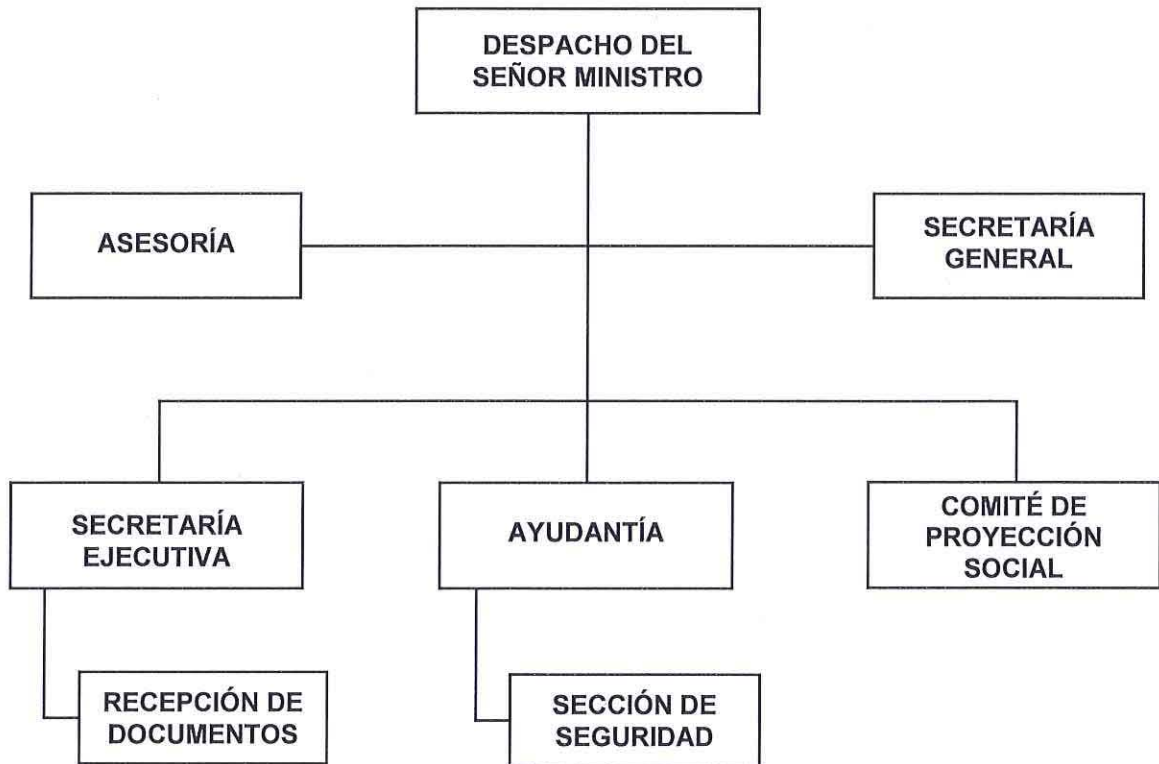 DESPACHO DEL
SEÑOR MINISTRO
ASESORÍA
SECRETARÍA
GENERAL
SECRETARÍA
EJECUTIVA
AYUDANTÍA
COMITÉ DE
PROYECCIÓN
SOCIAL
RECEPCIÓN DE
DOCUMENTOS
SECCIÓN DE
SEGURIDAD